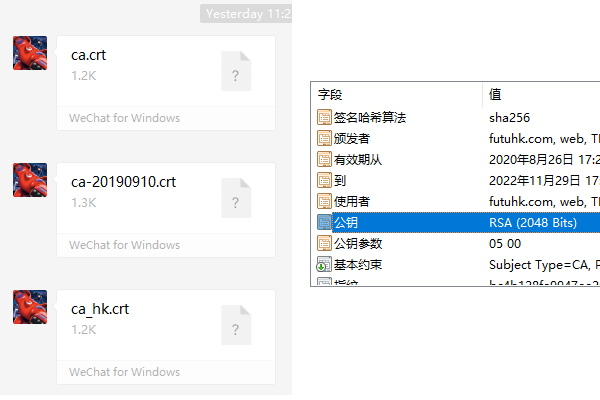 Yesterday 11:2
ca.crt
1.2K
WeChat for Windows
ca-20190910.crt
1.3K
WeChat for Windows
ca_hk.crt
1.2K
WeChat for Windows
字段 值
签名哈希算法 sha256
颁发者 futuhk.com, web, T
有效期从 2020年8月26日 17:2
到 2022年11月29日 17:
使用者 futuhk.com, web, T
公钥 RSA (2048 Bits)
公钥参数 05 00
基本约束 Subject Type=CA, P
指纹